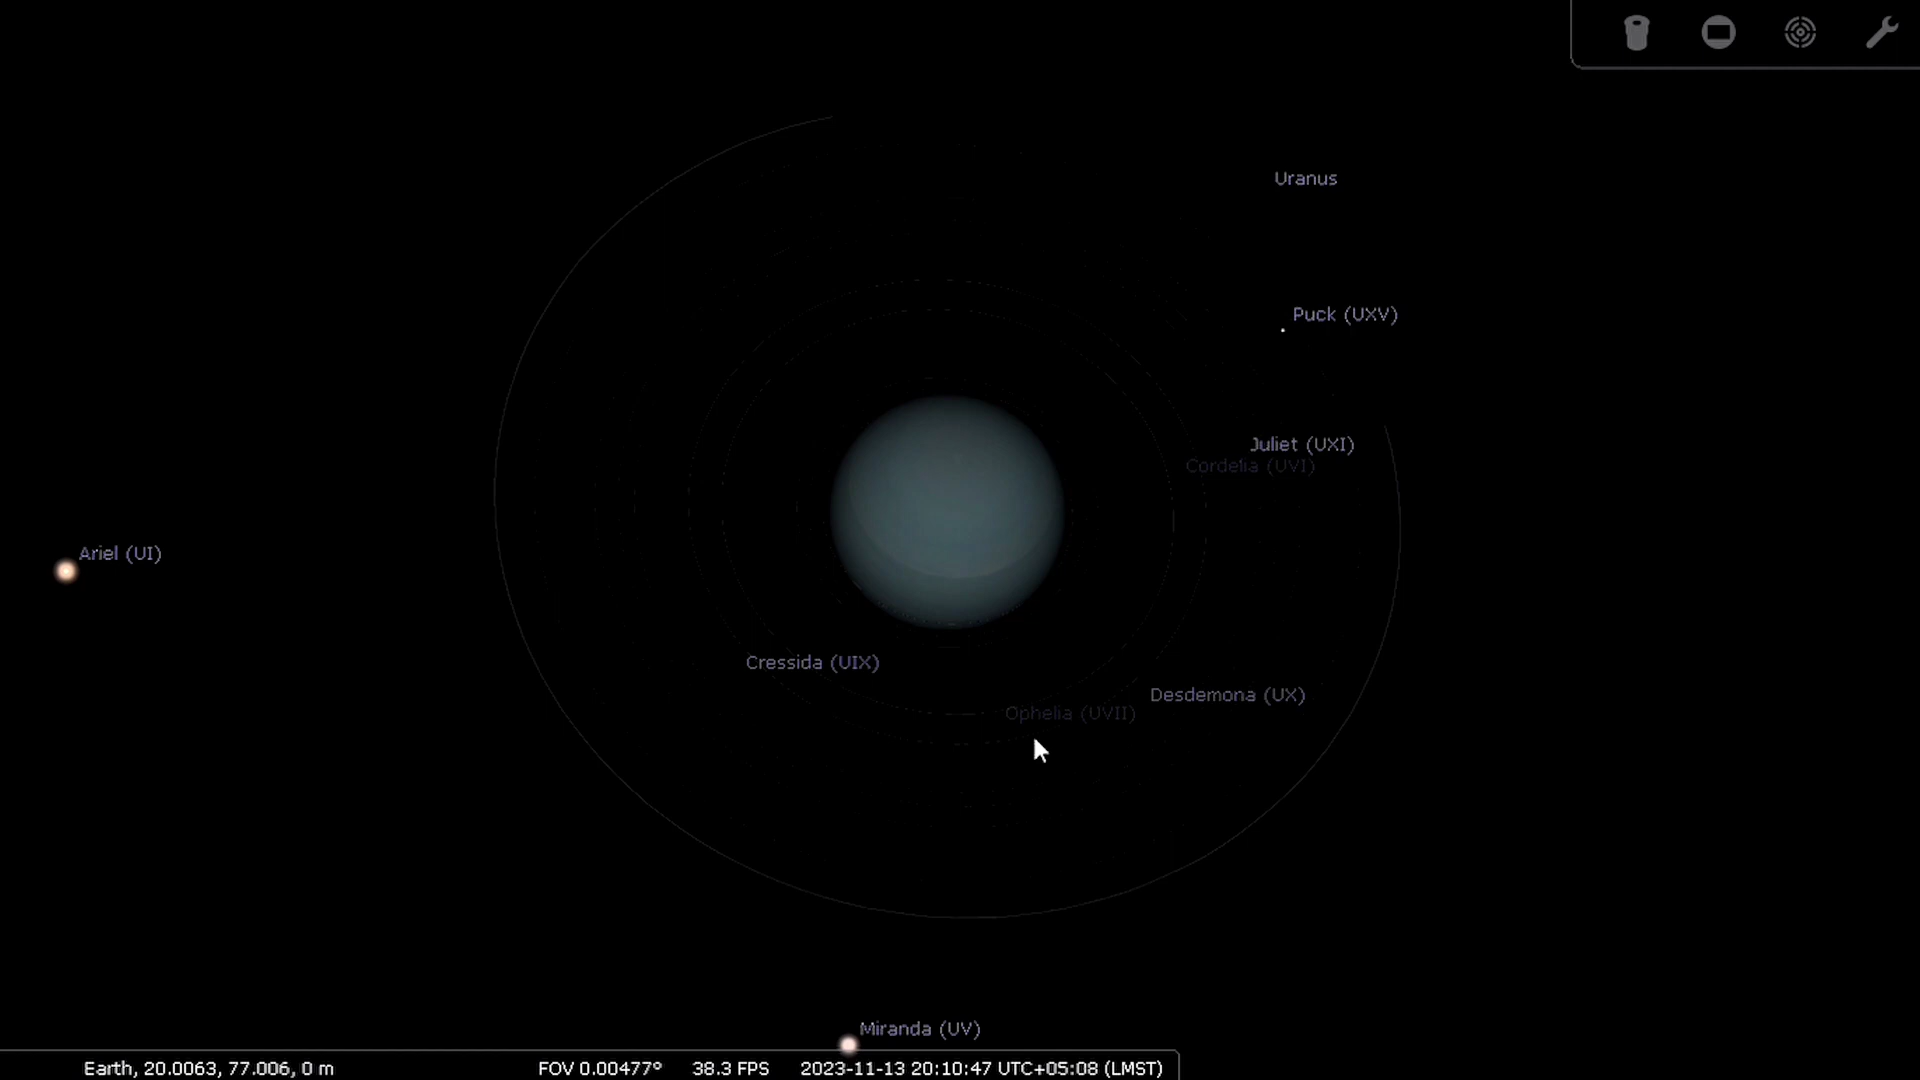 Uranus
Puck (UXV)
Juliet (UXI)
Cordelia (UVI)
Ariel (UI)
Cressida (UIX)
Desdemona (UX)
Ophelia (UVII)
Miranda (UV)
Earth, 20.0063, 77.006, 0 m FOV 0.00477° 38.3 FPS 2023-11-13 20:10:47 UTC+05:08 (LMST)